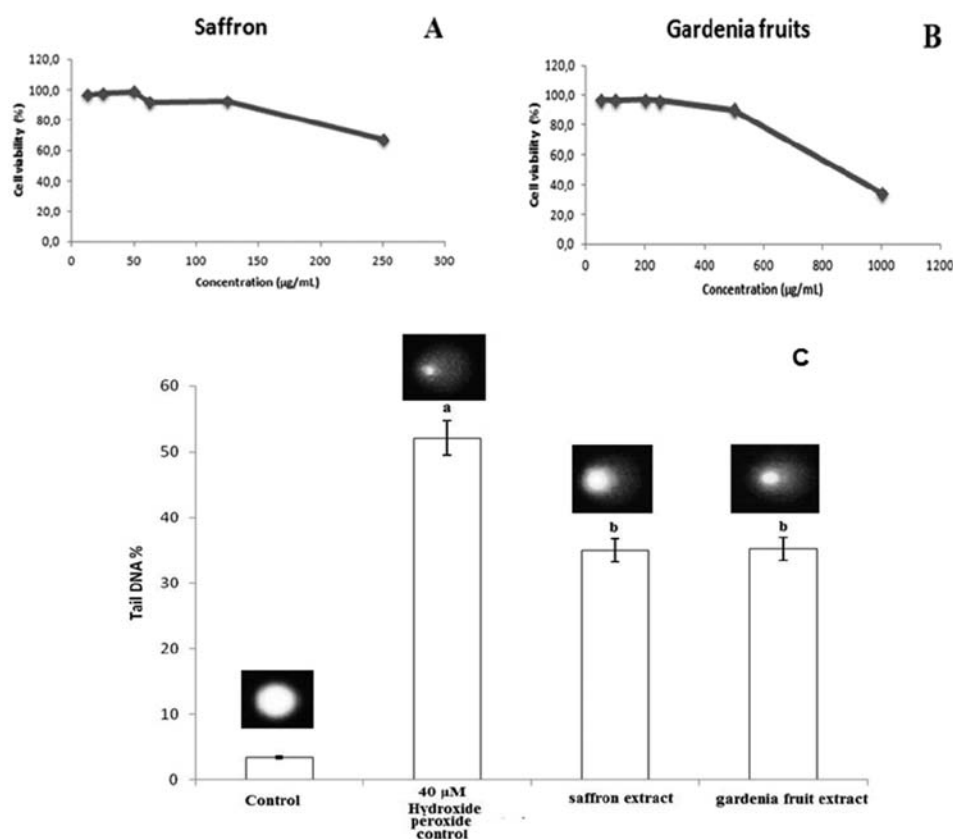 Saffron
A
120,0
100,0
80,0
60,0
40,0
20,0
0,0
Cell viability (%)
0 50 100 150 200 250 300
Concentration (µg/mL)
Gardenia fruits
B
120,0
100,0
80,0
60,0
40,0
20,0
0,0
Cell viability (%)
0 200 400 600 800 1000 1200
Concentration (µg/mL)
C
60
50
40
30
20
10
0
Tail DNA %
a
b
b
Control
40 µM
Hydroxide
peroxide
control
saffron extract
gardenia fruit extract